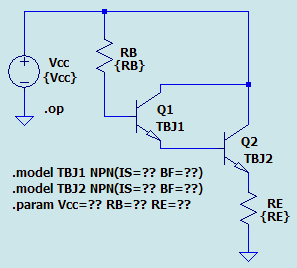 Vcc
{Vcc}
.op
RB
{RB}
Q1
TBJ1
Q2
TBJ2
RE
{RE}
.model TBJ1 NPN(IS=?? BF=??)
.model TBJ2 NPN(IS=?? BF=??)
.param Vcc=?? RB=?? RE=??